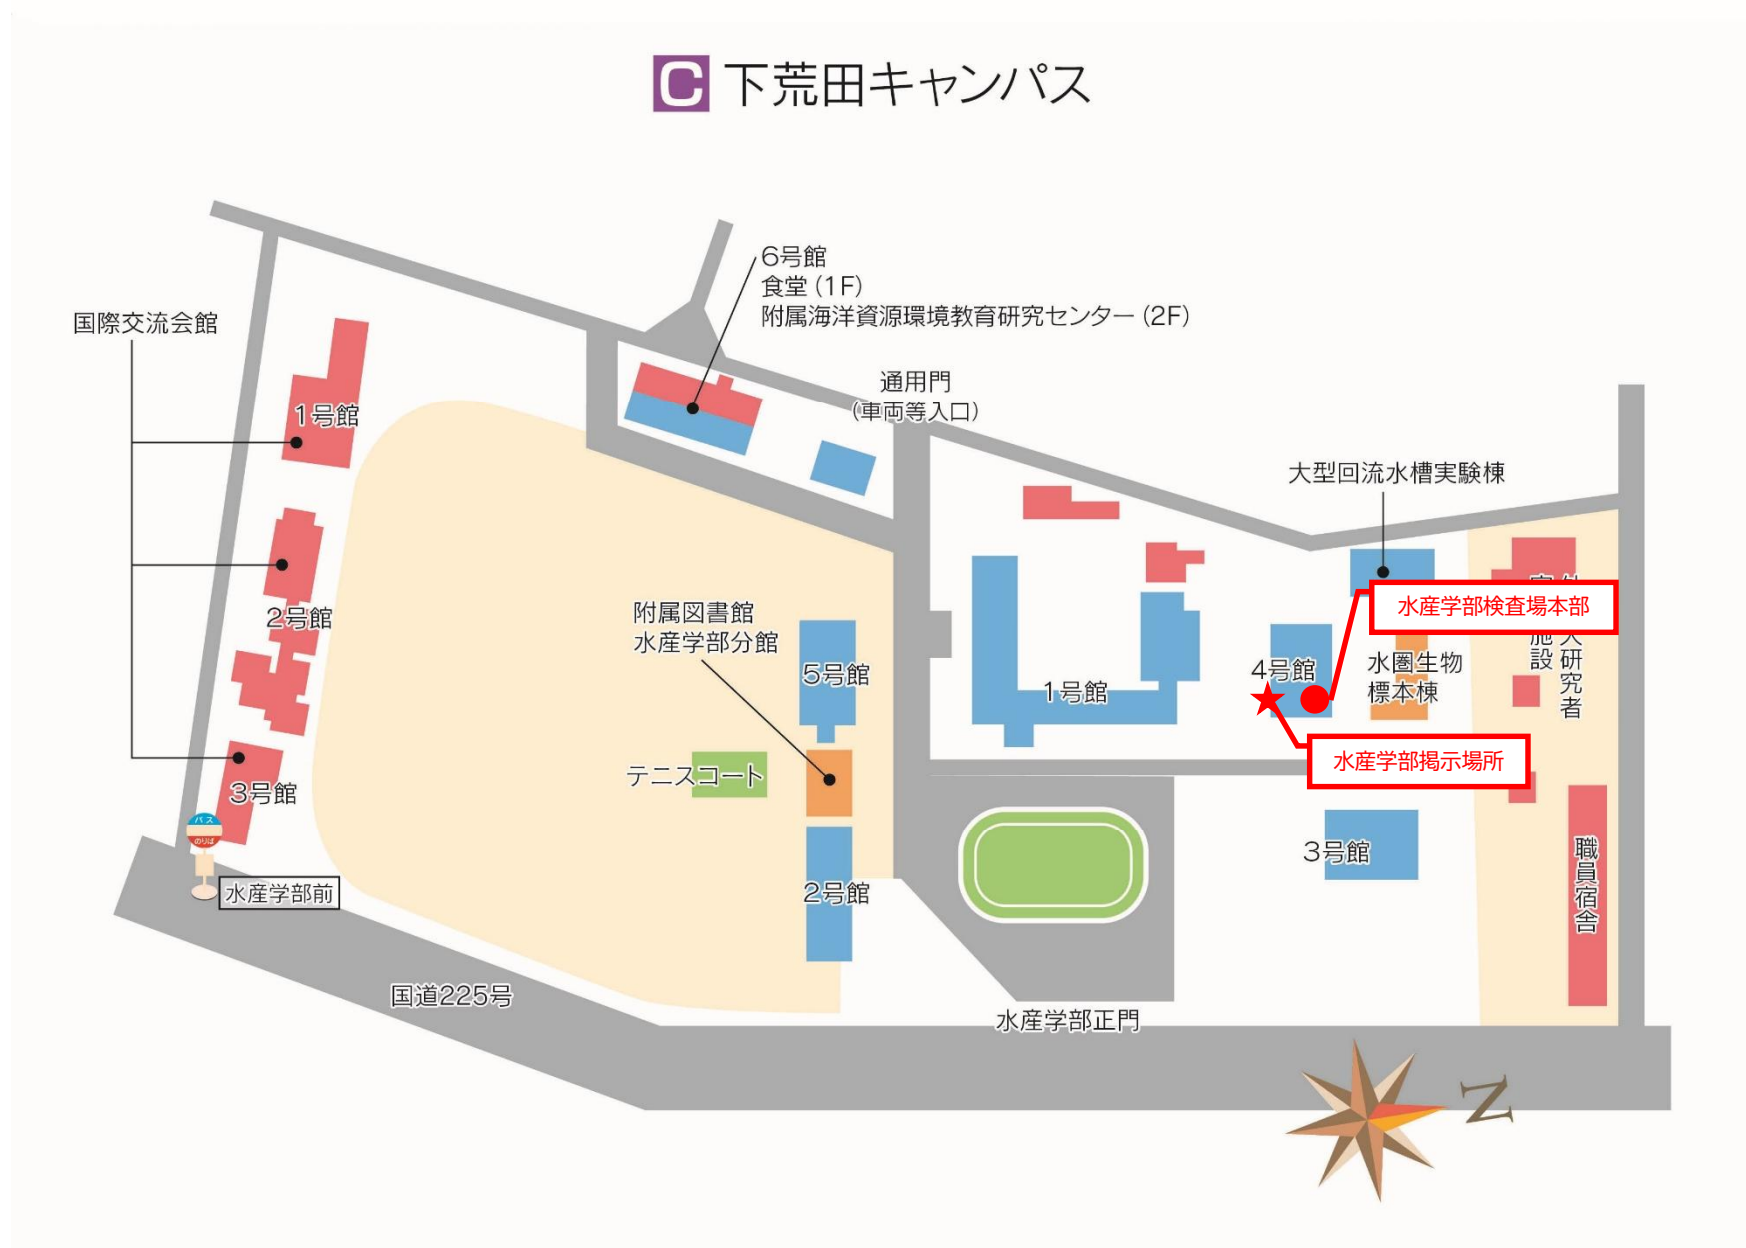 C 下荒田キャンパス
6号館
食堂(1F)
附属海洋資源環境教育研究センター(2F)
国際交流会館
通用門
(車両等入口)
1号館
大型回流水槽実験棟
水産学部検査場本部
2号館
附属図書館
水産学部分館
5号館
4号館
水圏生物
標本棟
施設
研究者
1号館
水産学部掲示場所
テニスコート
3号館
バス
のりば
水産学部前
2号館
3号館
職員宿舎
国道225号
水産学部正門
N